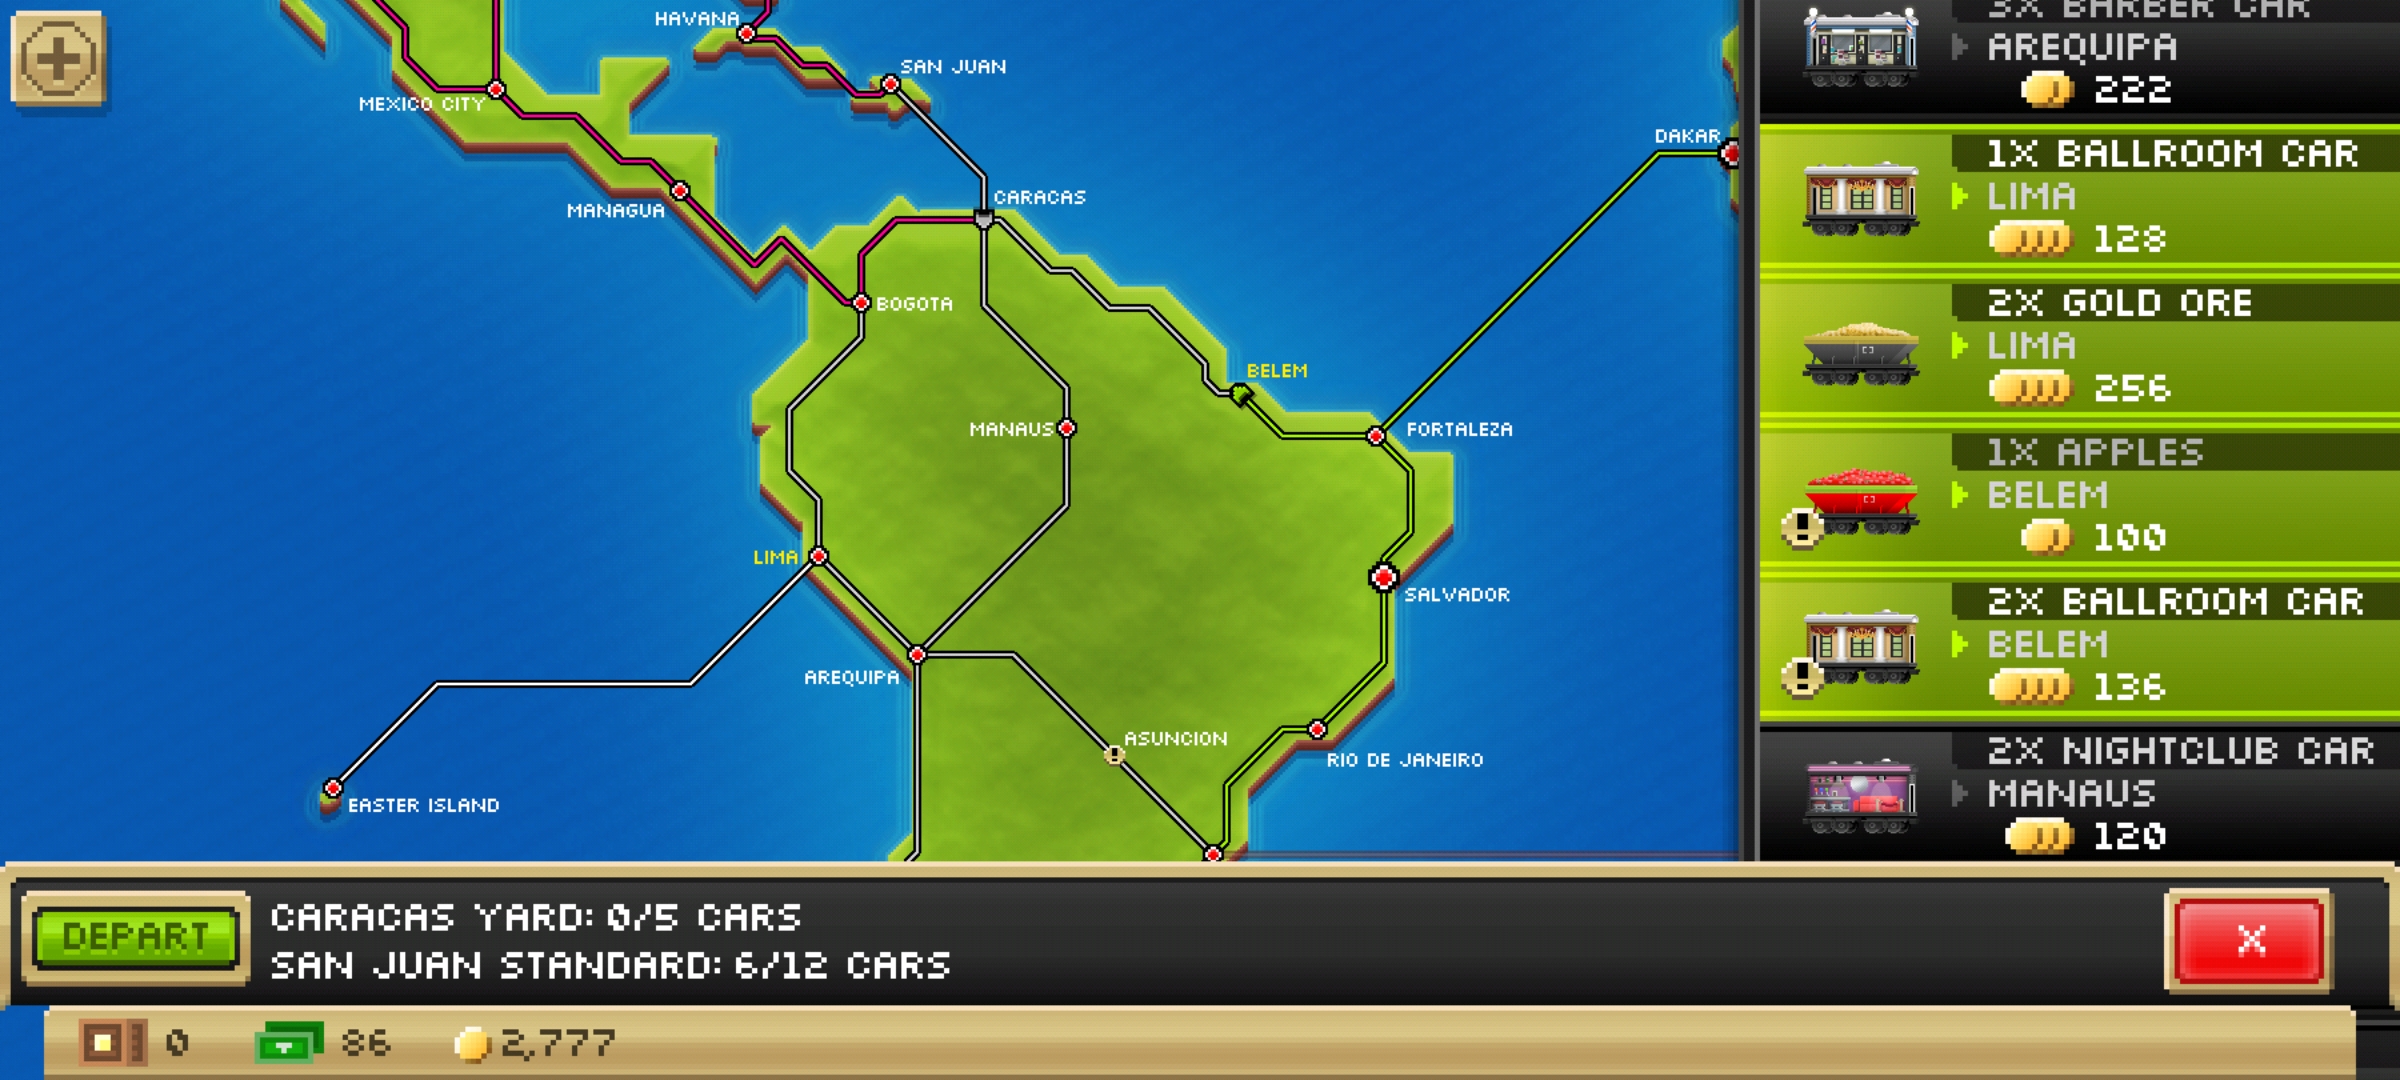 HAVANA
SAN JUAN
MEXICO CITY
DAKAR
MANAGUA
CARACAS
BOGOTA
BELEM
MANAUS
FORTALEZA
LIMA
SALVADOR
AREQUIPA
ASUNCION
RIO DE JANEIRO
EASTER ISLAND
3X BARBER CAR
AREQUIPA
222
1X BALLROOM CAR
LIMA
128
2X GOLD ORE
LIMA
256
1X APPLES
BELEM
100
2X BALLROOM CAR
BELEM
136
2X NIGHTCLUB CAR
MANAUS
120
DEPART
CARACAS YARD: 0/5 CARS
SAN JUAN STANDARD: 6/12 CARS
X
0
86
2,777